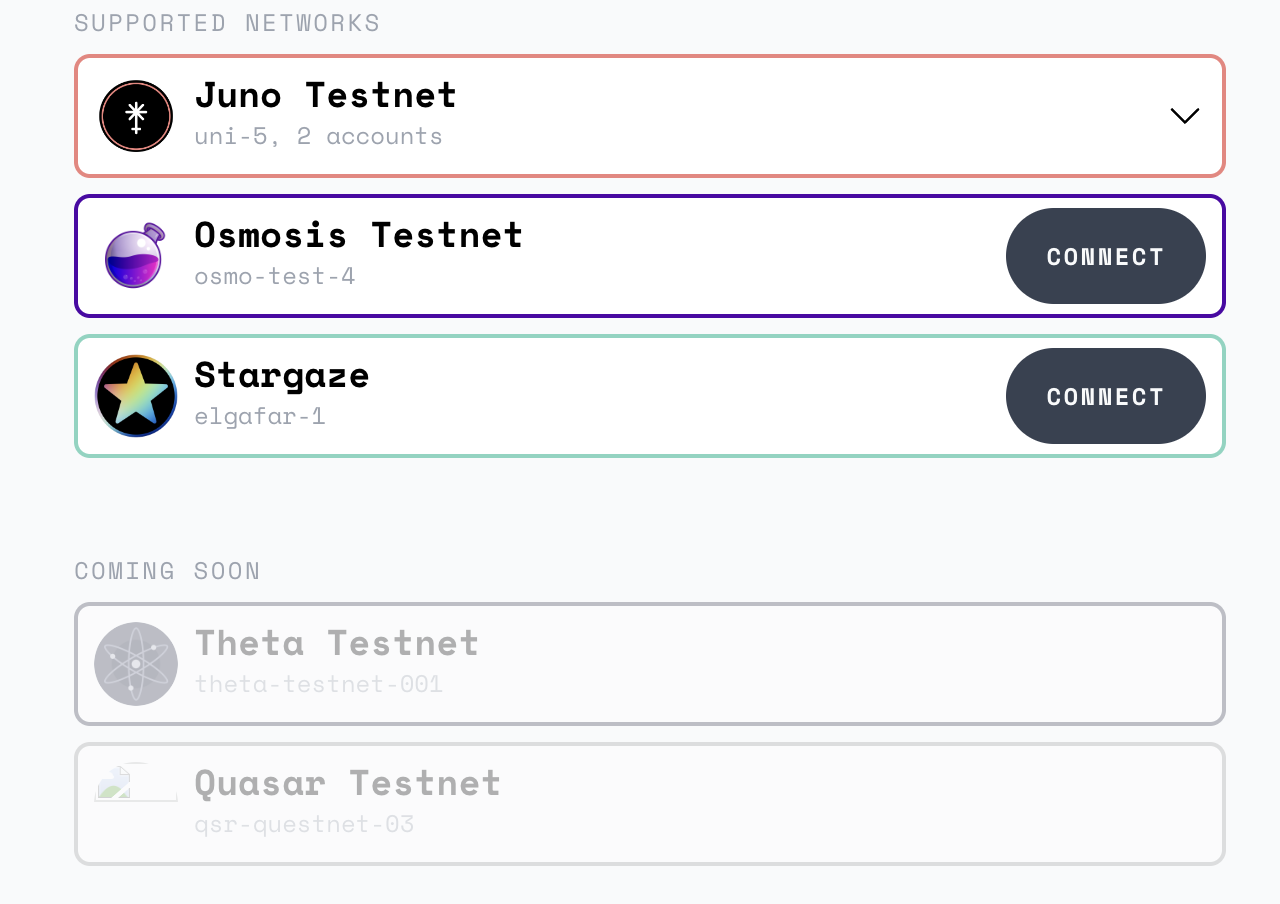 SUPPORTED NETWORKS
Juno Testnet
uni-5, 2 accounts
Osmosis Testnet
osmo-test-4
CONNECT
Stargaze
elgafar-1
CONNECT
COMING SOON
Theta Testnet
theta-testnet-001
Quasar Testnet
qsr-questnet-03